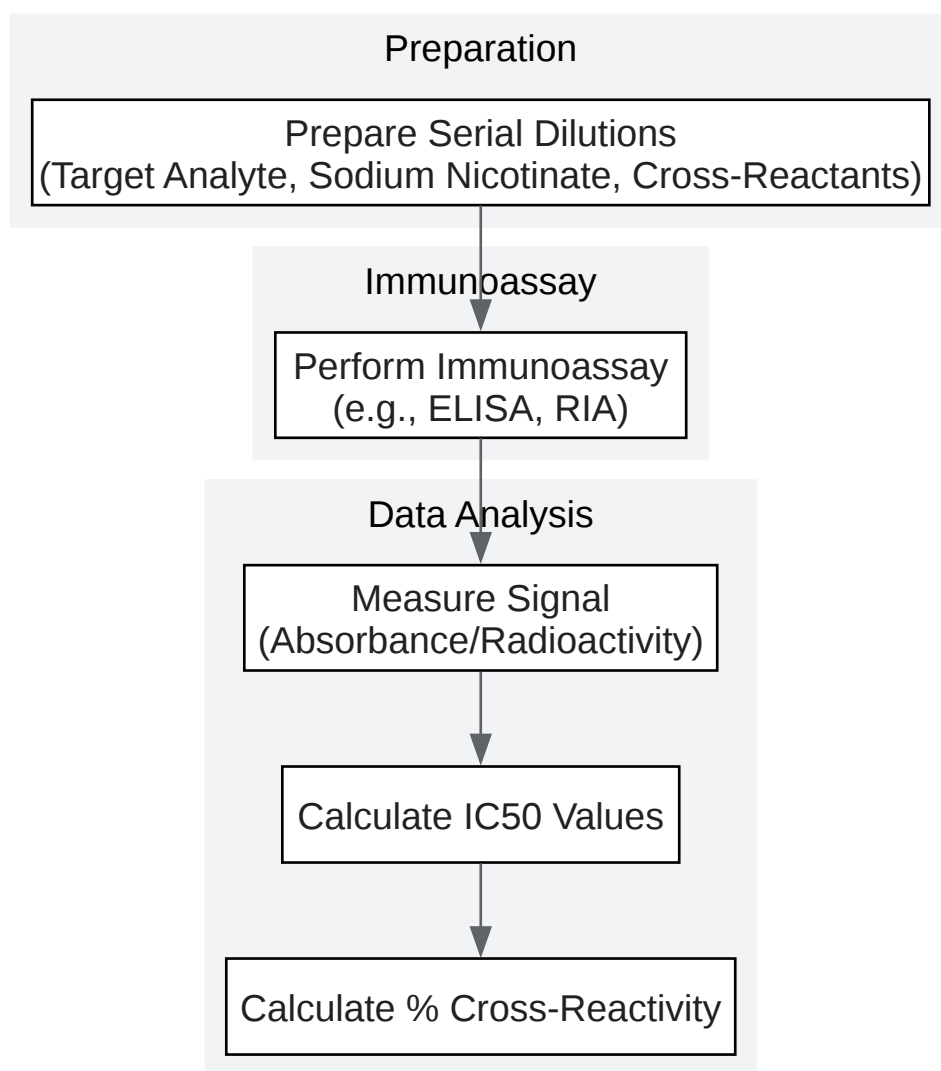 Preparation
Prepare Serial Dilutions
(Target Analyte, Sodium Nicotinate, Cross-Reactants)
Immunoassay
Perform Immunoassay
(e.g., ELISA, RIA)
Data Analysis
Measure Signal
(Absorbance/Radioactivity)
Calculate IC50 Values
Calculate % Cross-Reactivity